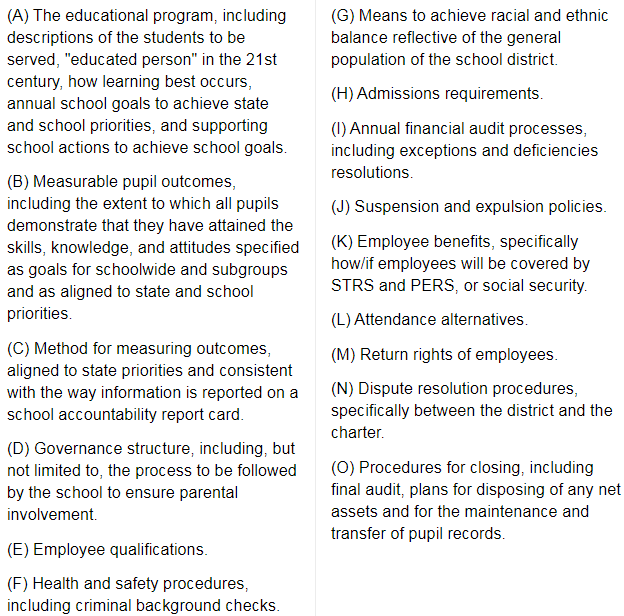 (A) The educational program, including
descriptions of the students to be
served, "educated person" in the 21st
century, how learning best occurs,
annual school goals to achieve state
and school priorities, and supporting
school actions to achieve school goals.
(B) Measurable pupil outcomes,
including the extent to which all pupils
demonstrate that they have attained the
skills, knowledge, and attitudes specified
as goals for schoolwide and subgroups
and as aligned to state and school
priorities.
(C) Method for measuring outcomes,
aligned to state priorities and consistent
with the way information is reported on a
school accountability report card.
(D) Governance structure, including, but
not limited to, the process to be followed
by the school to ensure parental
involvement.
(E) Employee qualifications.
(F) Health and safety procedures,
including criminal background checks.
(G) Means to achieve racial and ethnic
balance reflective of the general
population of the school district.
(H) Admissions requirements.
(I) Annual financial audit processes,
including exceptions and deficiencies
resolutions.
(J) Suspension and expulsion policies.
(K) Employee benefits, specifically
how/if employees will be covered by
STRS and PERS, or social security.
(L) Attendance alternatives.
(M) Return rights of employees.
(N) Dispute resolution procedures,
specifically between the district and the
charter.
(O) Procedures for closing, including
final audit, plans for disposing of any net
assets and for the maintenance and
transfer of pupil records.